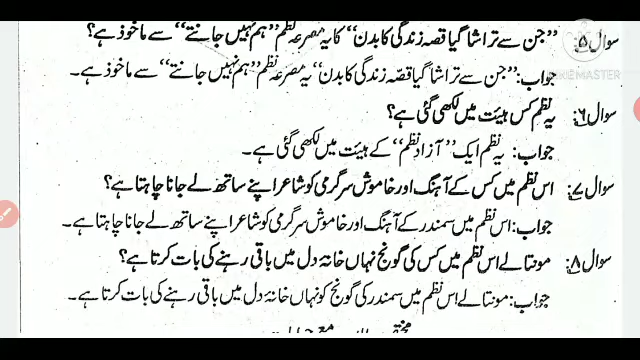 سوال ۵: ”جن سے تراشا گیا قصہ زندگی کا بدن“ کا یہ مصرعہ نظم ”ہم نہیں جانتے“ سے ماخوذ ہے؟
جواب: ”جن سے تراشا گیا قصّہ زندگی کا بدن“ یہ مصرعہ نظم ”ہم نہیں جانتے“ سے ماخوذ ہے۔
سوال ۶: یہ نظم کس ہیئت میں لکھی گئی ہے؟
جواب: یہ نظم ایک ”آزاد نظم“ کے ہیئت میں لکھی گئی ہے۔
سوال ۷: اس نظم میں کس کے آہنگ اور خاموش سرگرمی کو شاعر اپنے ساتھ لے جانا چاہتا ہے؟
جواب: اس نظم میں سمندر کے آہنگ اور خاموش سرگرمی کو شاعر اپنے ساتھ لے جانا چاہتا ہے۔
سوال ۸: مونتالے اس نظم میں کس کی گونج نہاں خانۂ دل میں باقی رہنے کی بات کرتا ہے؟
جواب: مونتالے اس نظم میں سمندر کی گونج کو نہاں خانۂ دل میں باقی رہنے کی بات کرتا ہے۔